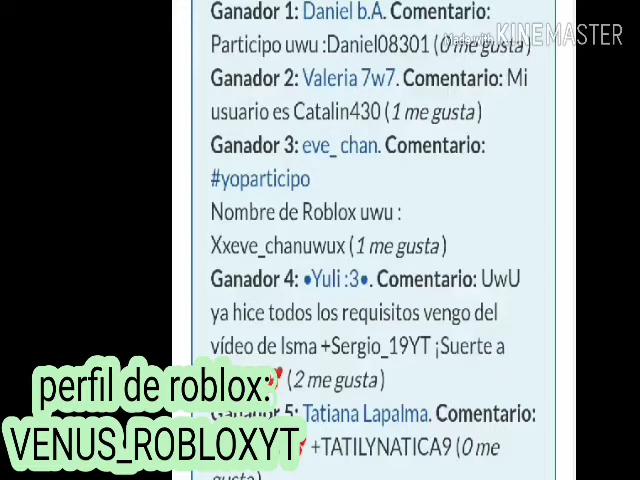 Ganador 1: Daniel b.A. Comentario:
Participo uwu :Daniel08301 (0 me gusta)
Made with KINEMASTER
Ganador 2: Valeria 7w7. Comentario: Mi
usuario es Catalin430 (1 me gusta)
Ganador 3: eve_ chan. Comentario:
#yoparticipo
Nombre de Roblox uwu :
Xxeve_chanuwux (1 me gusta)
Ganador 4: •Yuli :3•. Comentario: UwU
ya hice todos los requisitos vengo del
vídeo de Isma +Sergio_19YT ¡Suerte a
(2 me gusta)
Ganador 5: Tatiana Lapalma. Comentario:
+TATILYNATICA9 (0 me
gusta)
perfil de roblox:
VENUS_ROBLOXYT